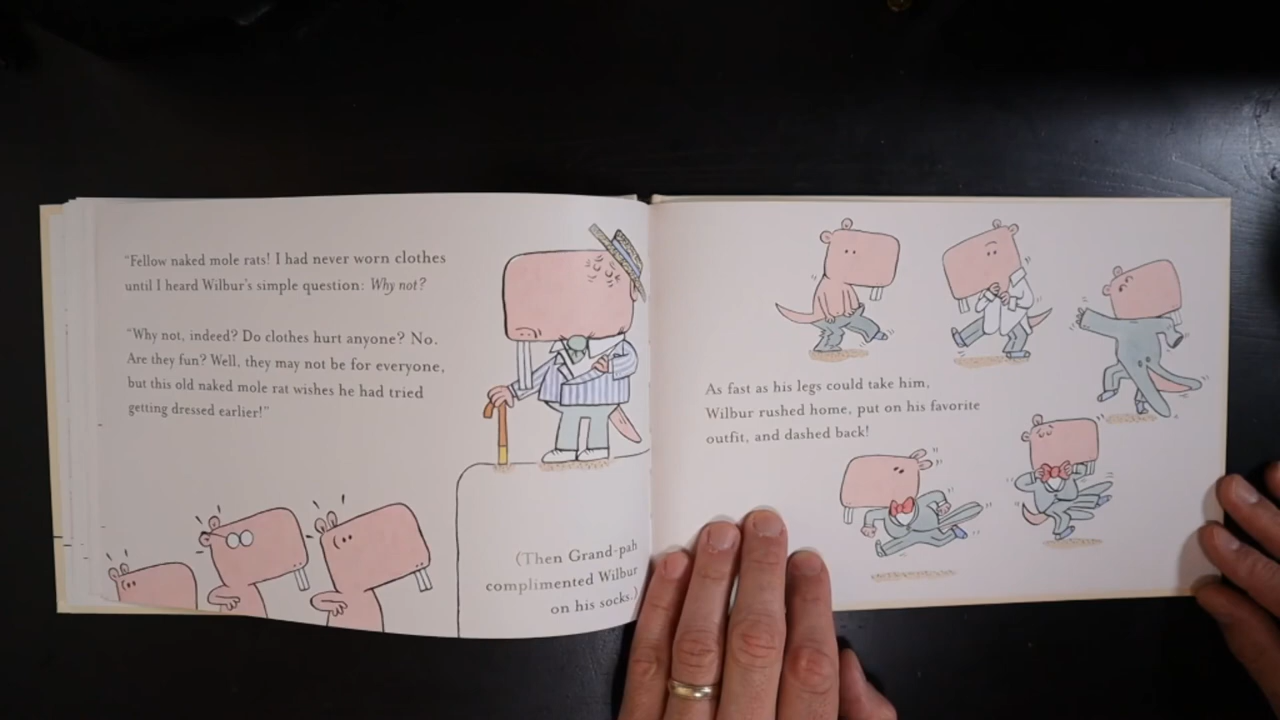 “Fellow naked mole rats! I had never worn clothes
until I heard Wilbur’s simple question: Why not?
“Why not, indeed? Do clothes hurt anyone? No.
Are they fun? Well, they may not be for everyone,
but this old naked mole rat wishes he had tried
getting dressed earlier!”
(Then Grand-pah
complimented Wilbur
on his socks.)
As fast as his legs could take him,
Wilbur rushed home, put on his favorite
outfit, and dashed back!